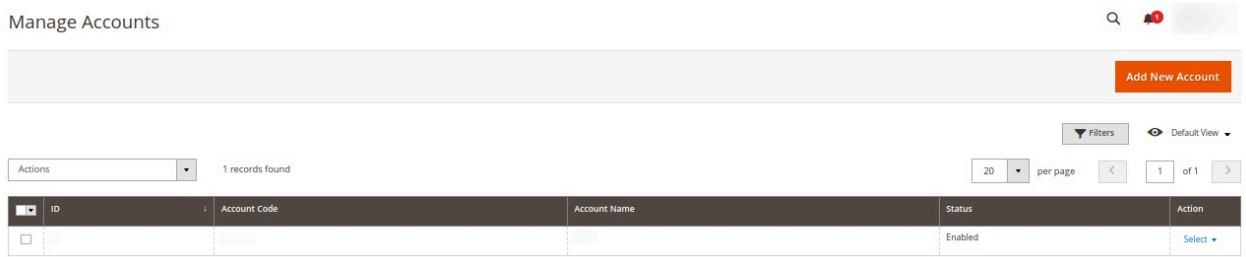 Manage Accounts
1
Add New Account
Filters
Default View
Actions
1 records found
20
per page
1
of 1
ID
Account Code
Account Name
Status
Action
Enabled
Select